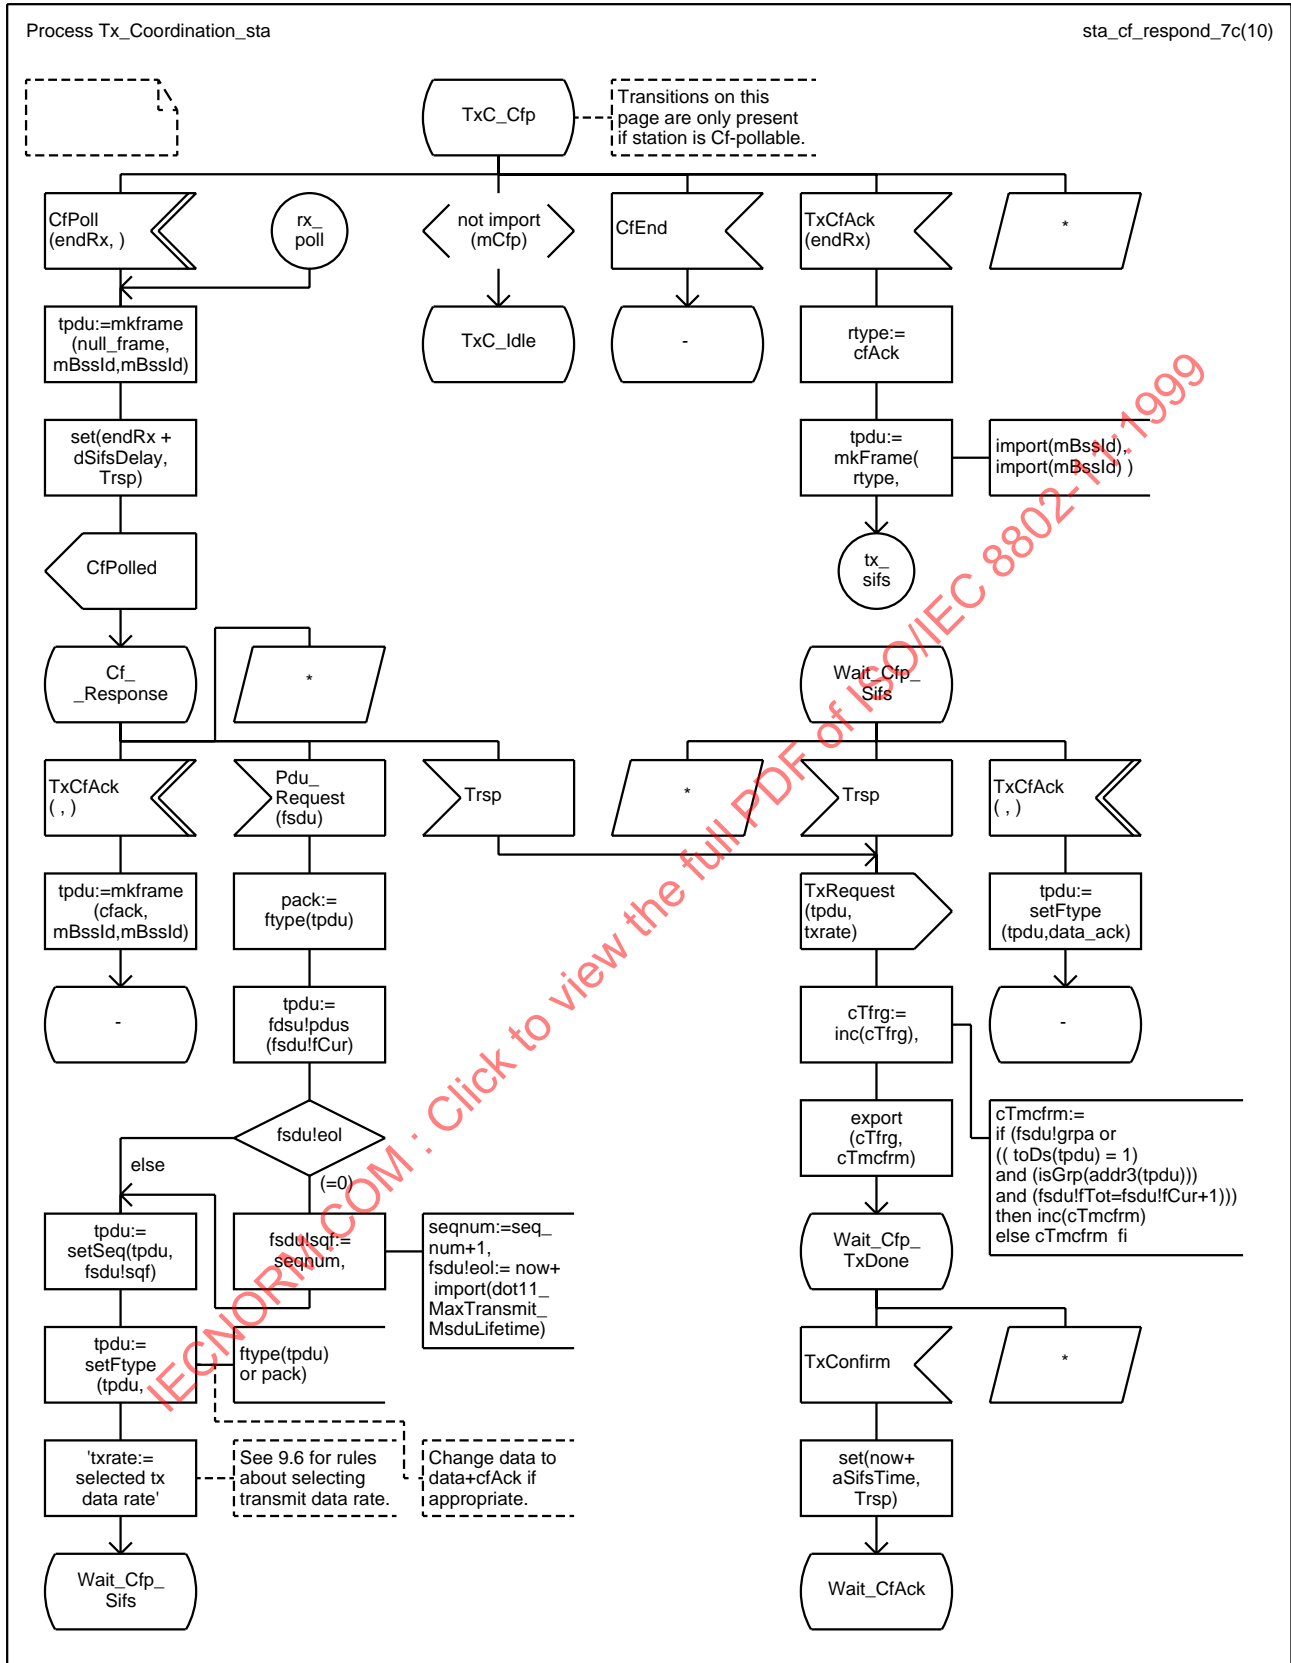 Process Tx_Coordination_sta
sta_cf_respond_7c(10)
TxC_Cfp
Transitions on this
page are only present
if station is Cf-pollable.
CfPoll
(endRx, )
rx_
poll
not import
(mCfp)
CfEnd
TxCfAck
(endRx)
*
tpdu:=mkframe
(null_frame,
mBssId,mBssId)
TxC_Idle
-
rtype:=
cfAck
set(endRx +
dSifsDelay,
Trsp)
tpdu:=
mkFrame(
rtype,
import(mBssId),
import(mBssId) )
CfPolled
tx_
sifs
Cf_
_Response
*
Wait_Cfp_
Sifs
TxCfAck
( , )
Pdu_
Request
(fsdu)
Trsp
*
Trsp
TxCfAck
( , )
tpdu:=mkframe
(cfack,
mBssId,mBssId)
pack:=
ftype(tpdu)
TxRequest
(tpdu,
txrate)
tpdu:=
setFtype
(tpdu,data_ack)
-
tpdu:=
fdsu!pdus
(fsdu!fCur)
cTfrg:=
inc(cTfrg),
-
fsdu!eol
else
(=0)
export
(cTfrg,
cTmcfrm)
cTmcfrm:=
if (fsdu!grpa or
(( toDs(tpdu) = 1)
and (isGrp(addr3(tpdu)))
and (fsdu!fTot=fsdu!fCur+1)))
then inc(cTmcfrm)
else cTmcfrm fi
tpdu:=
setSeq(tpdu,
fsdu!sqf)
fsdu!sqf:=
seqnum,
seqnum:=seq_
num+1,
fsdu!eol:= now+
import(dot11_
MaxTransmit_
MsduLifetime)
Wait_Cfp_
TxDone
tpdu:=
setFtype
(tpdu,
ftype(tpdu)
or pack)
TxConfirm
*
'txrate:=
selected tx
data rate'
See 9.6 for rules
about selecting
transmit data rate.
Change data to
data+cfAck if
appropriate.
set(now+
aSifsTime,
Trsp)
Wait_Cfp_
Sifs
Wait_CfAck
IECNORM.COM : Click to view the full PDF of ISO/IEC 8802-11:1999